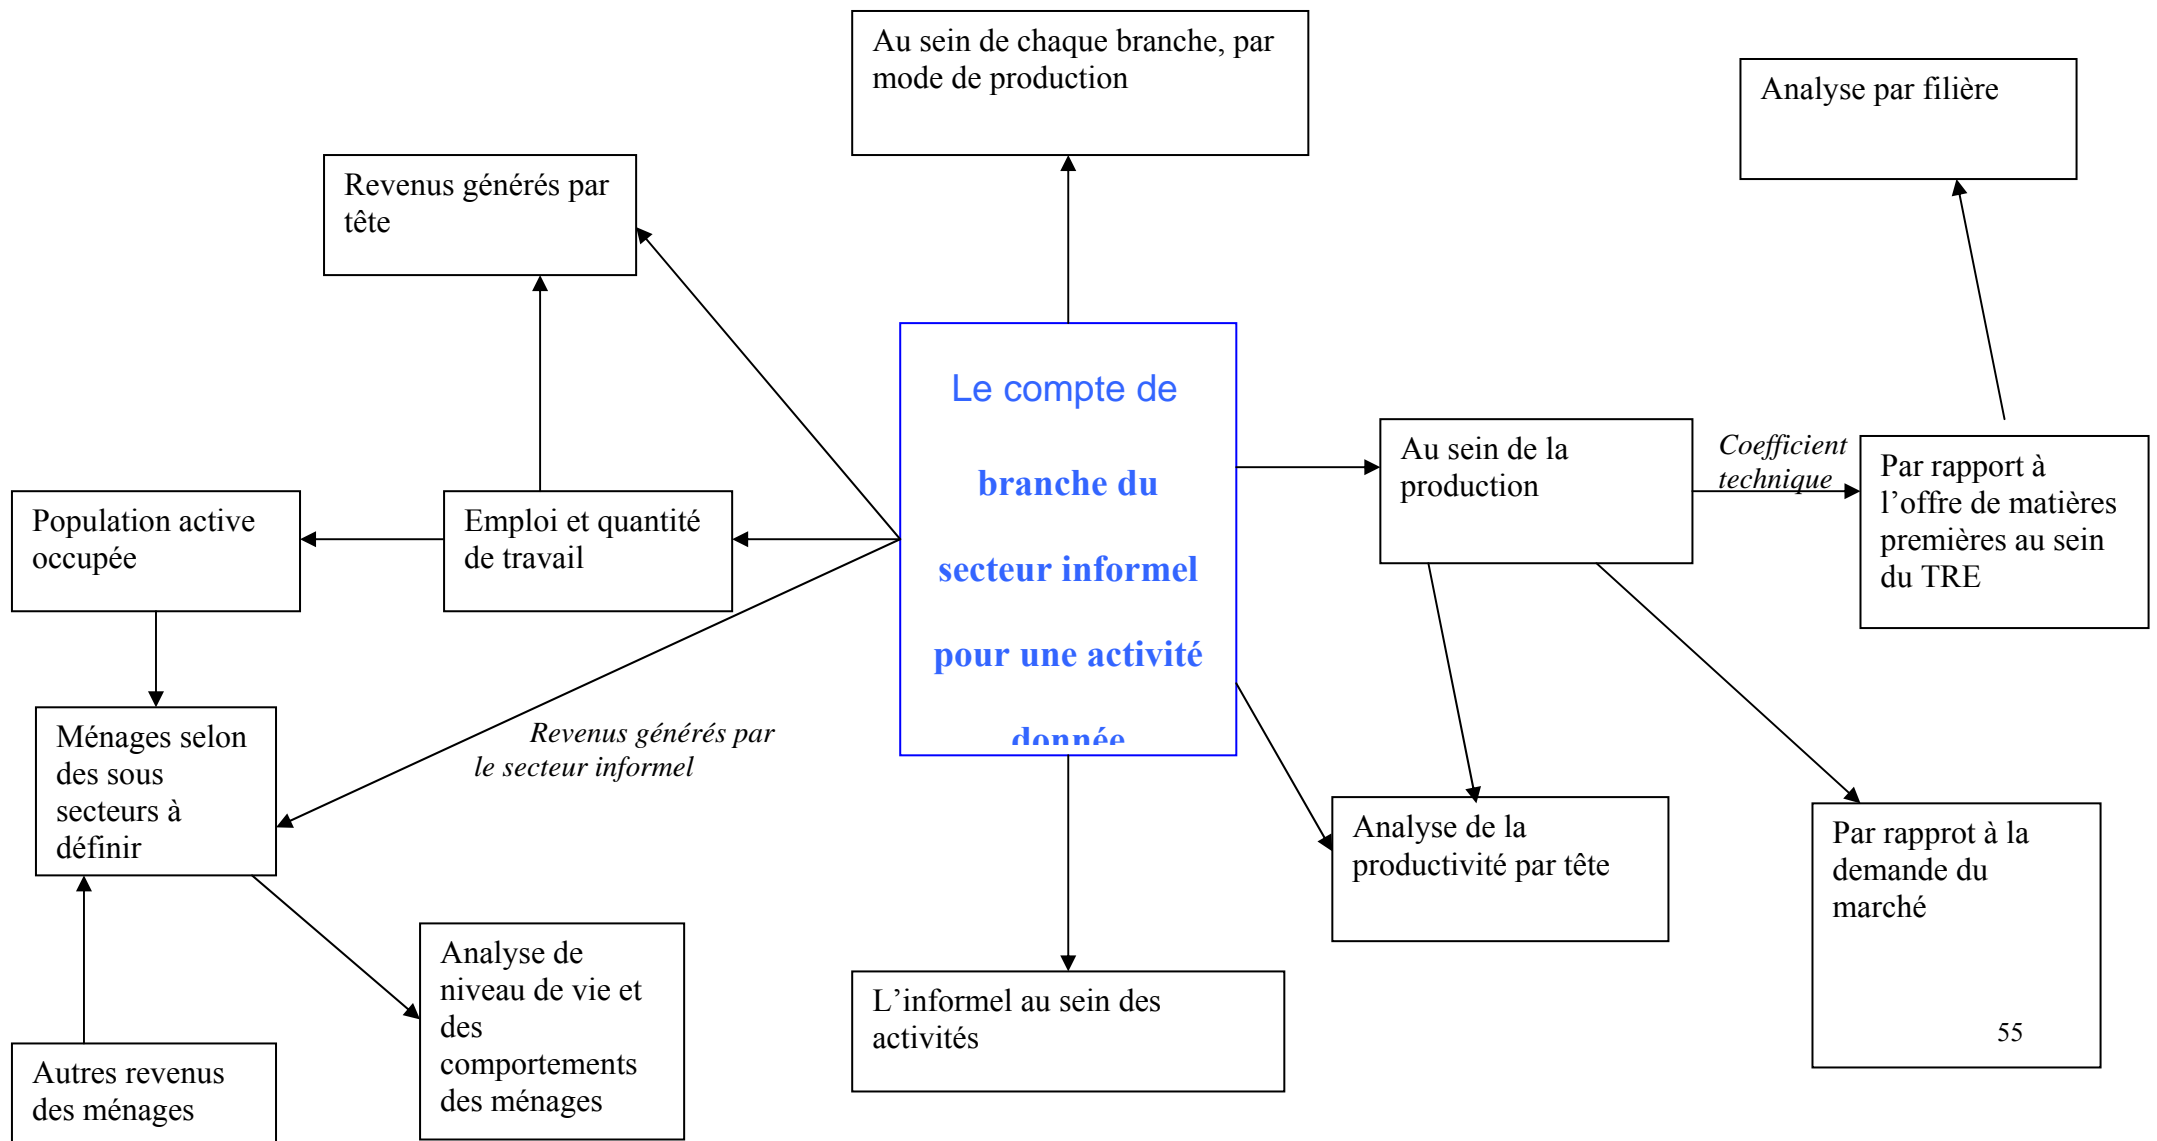 Au sein de chaque branche, par
mode de production
Analyse par filière
Revenus générés par
tête
Le compte de
branche du
secteur informel
pour une activité
donnée
Au sein de la
production
Coefficient
technique
Par rapport à
l’offre de matières
premières au sein
du TRE
Population active
occupée
Emploi et quantité
de travail
Ménages selon
des sous
secteurs à
définir
Revenus générés par
le secteur informel
Analyse de la
productivité par tête
Par rapprot à la
demande du
marché
55
Analyse de
niveau de vie et
des
comportements
des ménages
L’informel au sein des
activités
Autres revenus
des ménages